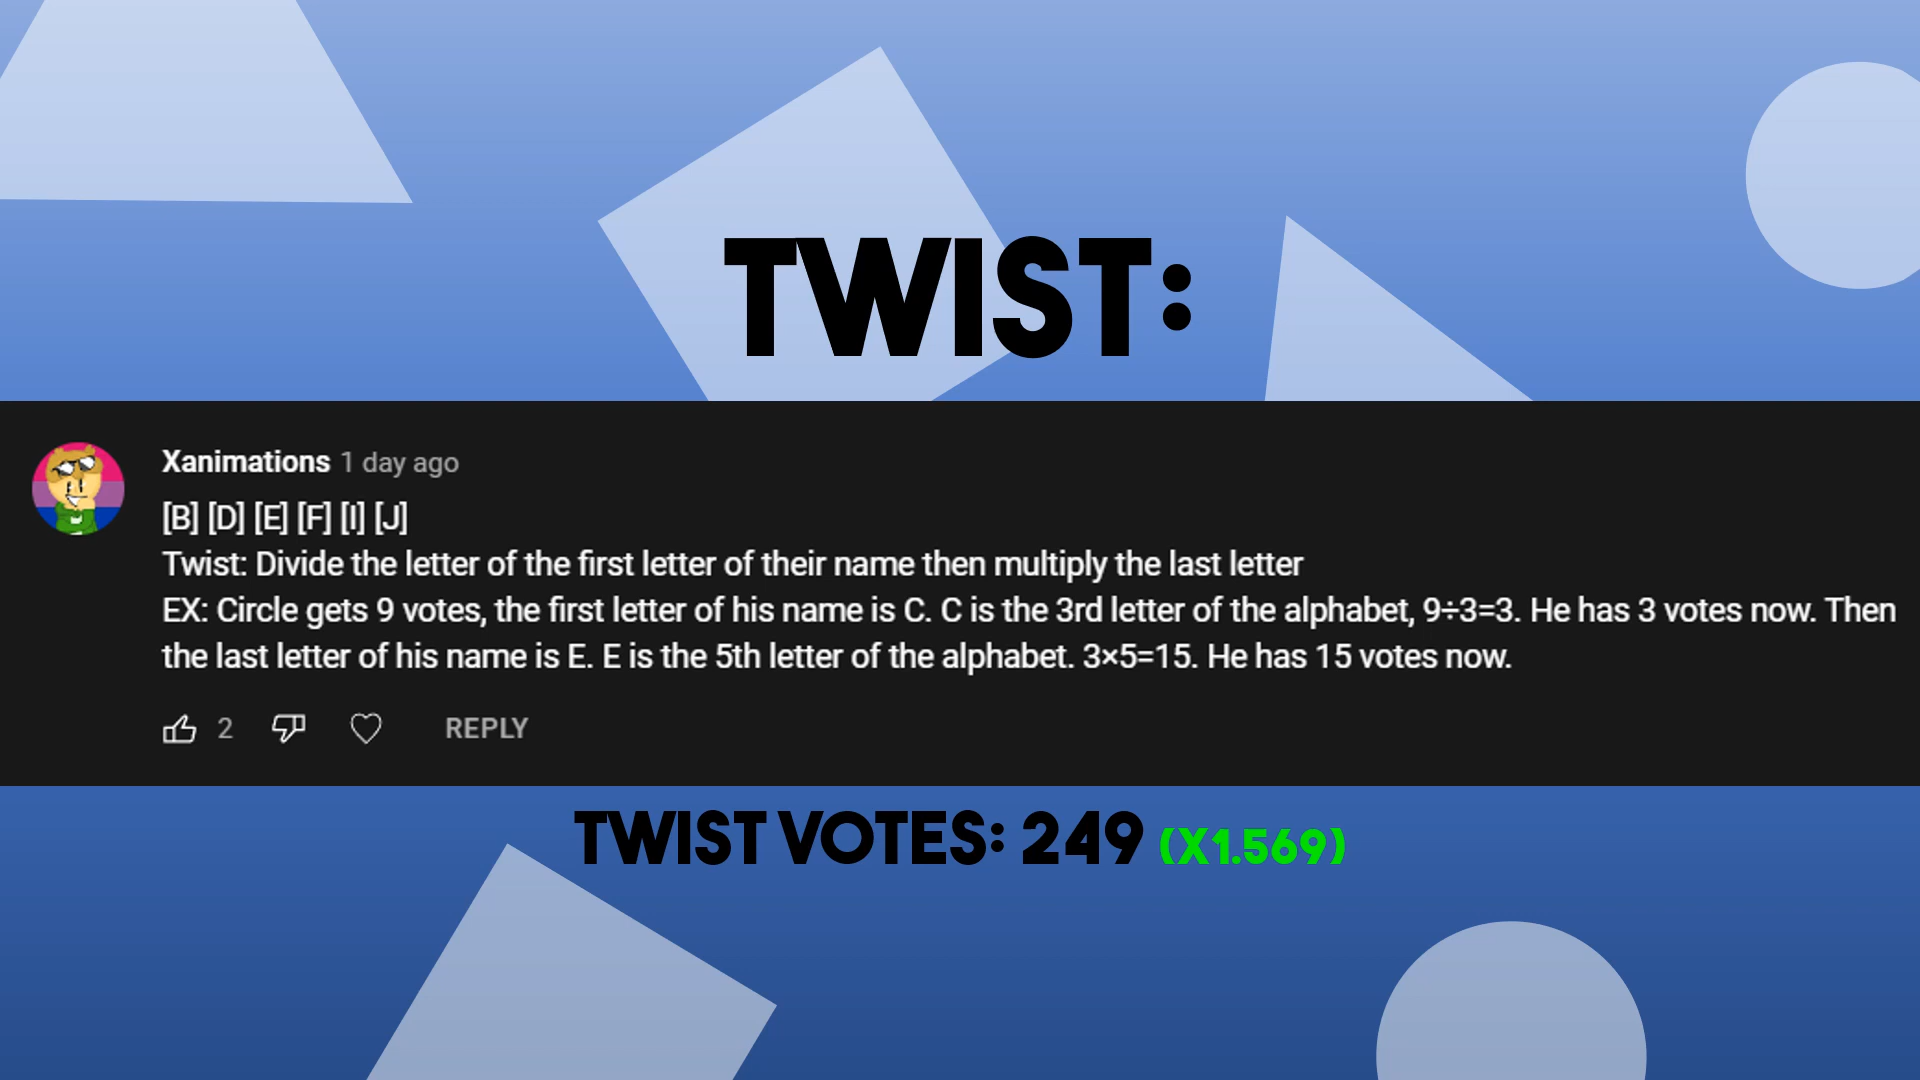 TWIST:
Xanimations 1 day ago
[B] [D] [E] [F] [I] [J]
Twist: Divide the letter of the first letter of their name then multiply the last letter
EX: Circle gets 9 votes, the first letter of his name is C. C is the 3rd letter of the alphabet, 9÷3=3. He has 3 votes now. Then
the last letter of his name is E. E is the 5th letter of the alphabet. 3×5=15. He has 15 votes now.
2 REPLY
TWIST VOTES: 249 (X1.569)